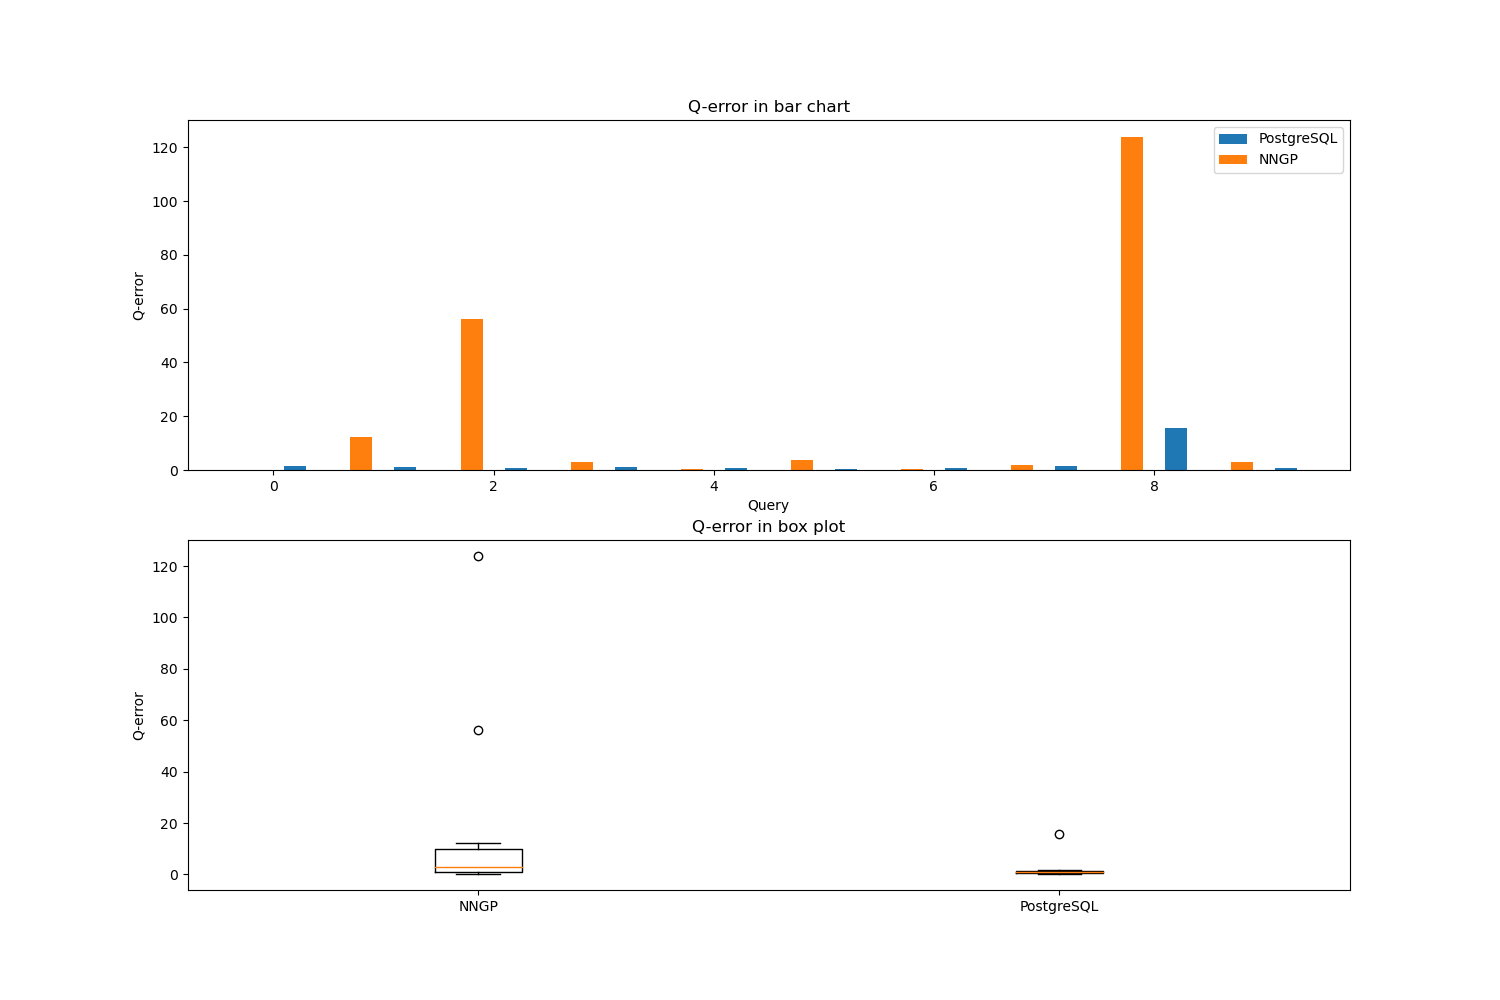 Q-error in bar chart
120
100
80
60
40
20
0
Q-error
PostgreSQL
NNGP
0 2 4 6 8
Query
Q-error in box plot
120
100
80
60
40
20
0
Q-error
NNGP PostgreSQL